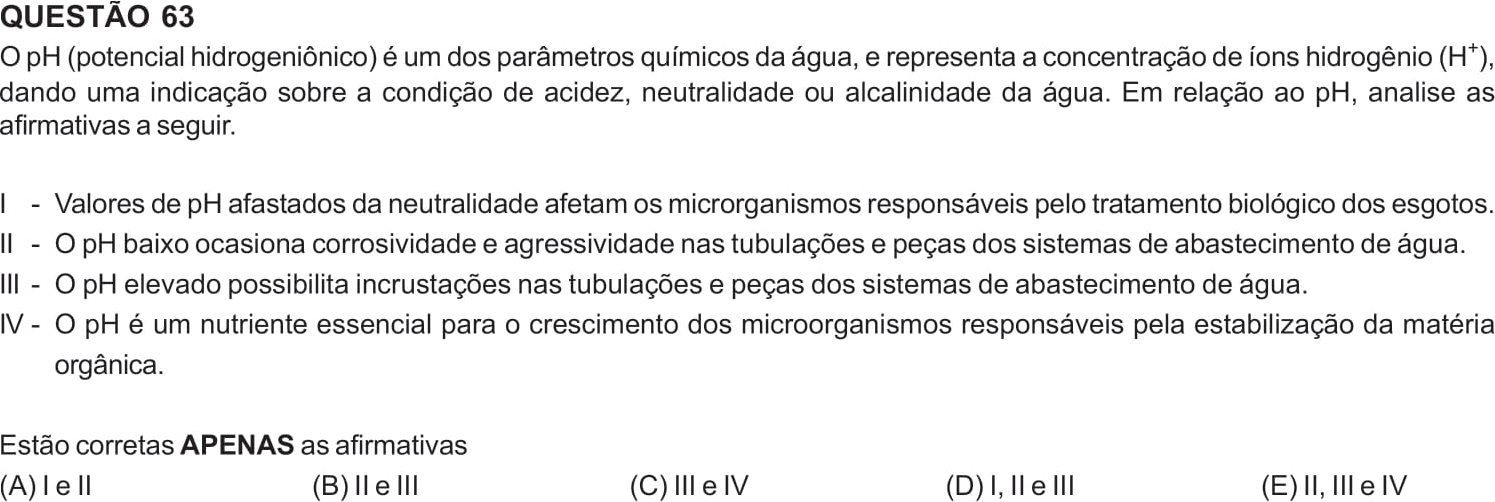 QUESTÃO 63
O pH (potencial hidrogeniônico) é um dos parâmetros químicos da água, e representa a concentração de íons hidrogênio (H⁺),
dando uma indicação sobre a condição de acidez, neutralidade ou alcalinidade da água. Em relação ao pH, analise as
afirmativas a seguir.
I - Valores de pH afastados da neutralidade afetam os microrganismos responsáveis pelo tratamento biológico dos esgotos.
II - O pH baixo ocasiona corrosividade e agressividade nas tubulações e peças dos sistemas de abastecimento de água.
III - O pH elevado possibilita incrustações nas tubulações e peças dos sistemas de abastecimento de água.
IV - O pH é um nutriente essencial para o crescimento dos microorganismos responsáveis pela estabilização da matéria
orgânica.
Estão corretas APENAS as afirmativas
(A) I e II (B) II e III (C) III e IV (D) I, II e III (E) II, III e IV